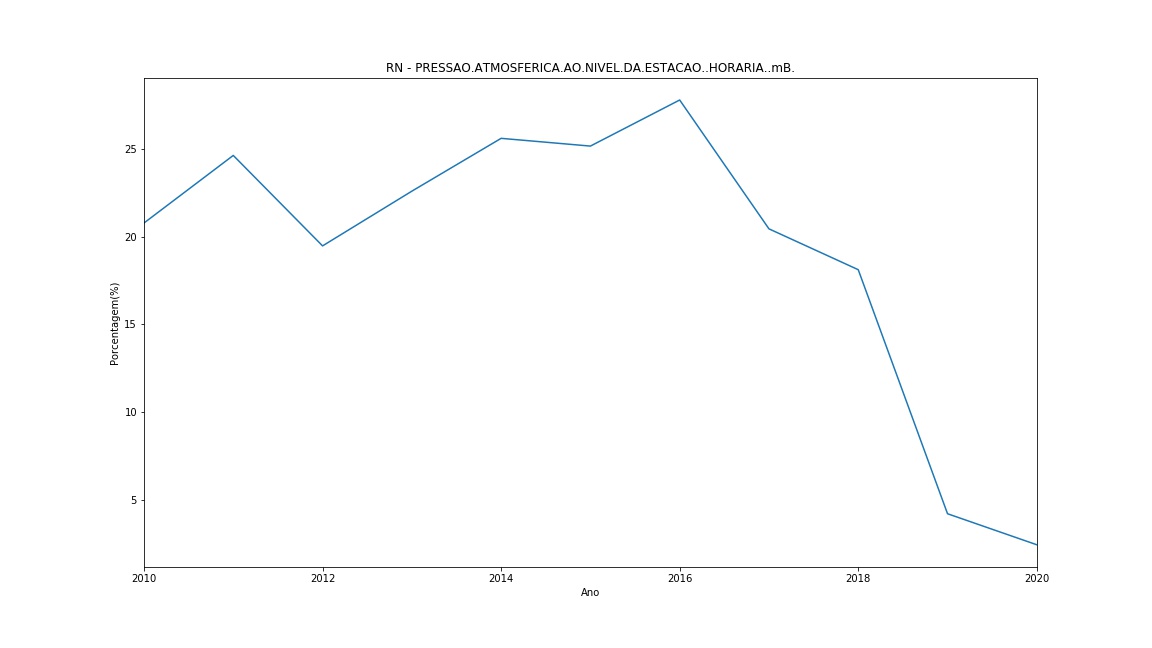 RN - PRESSAO.ATMOSFERICA.AO.NIVEL.DA.ESTACAO..HORARIA..mB.
25
20
15
10
5
Porcentagem(%)
2010 2012 2014 2016 2018 2020
Ano